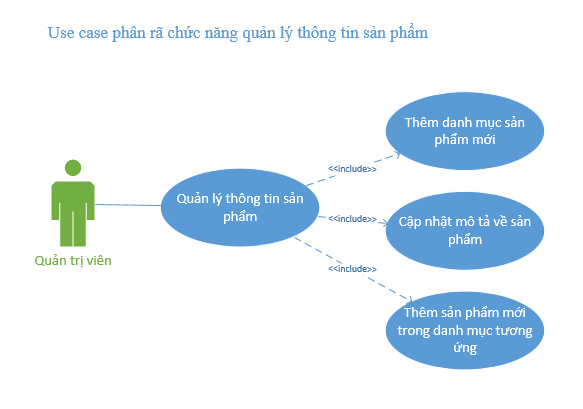 Use case phân rã chức năng quản lý thông tin sản phẩm
Thêm danh mục sản
phẩm mới
<<include>>
Quản lý thông tin sản
phẩm
<<include>>
Cập nhật mô tả về sản
phẩm
Quản trị viên
<<include>>
Thêm sản phẩm mới
trong danh mục tương
ứng